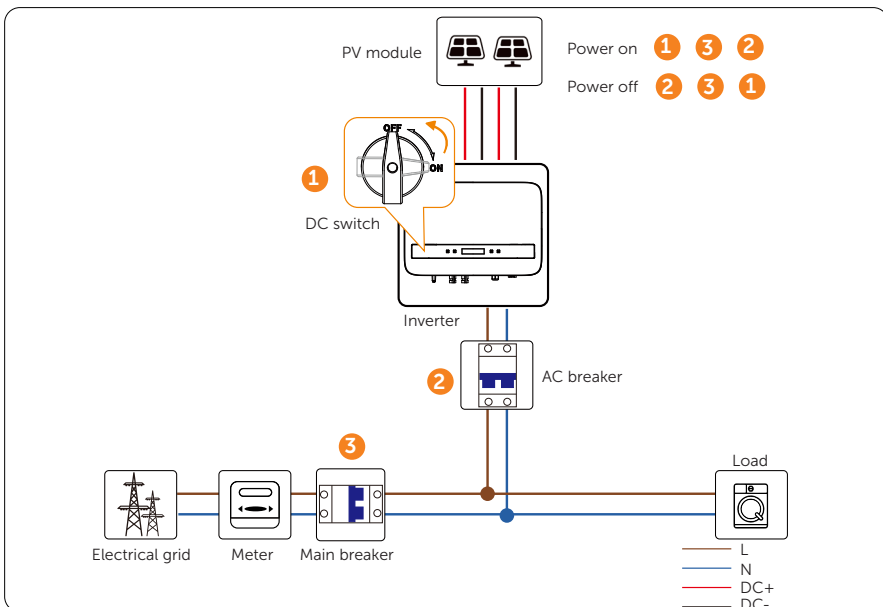 PV module
Power on 1 3 2
Power off 2 3 1
OFF
ON
1
DC switch
Inverter
2
AC breaker
3
Load
Electrical grid
Meter
Main breaker
L
N
DC+
DC-